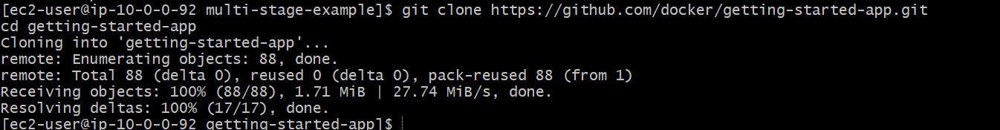 [ec2-user@ip-10-0-0-92 multi-stage-example]$ git clone https://github.com/docker/getting-started-app.git
cd getting-started-app
Cloning into 'getting-started-app'...
remote: Enumerating objects: 88, done.
remote: Total 88 (delta 0), reused 0 (delta 0), pack-reused 88 (from 1)
Receiving objects: 100% (88/88), 1.71 MiB | 27.74 MiB/s, done.
Resolving deltas: 100% (17/17), done.
[ec2-user@ip-10-0-0-92 getting-started-app]$